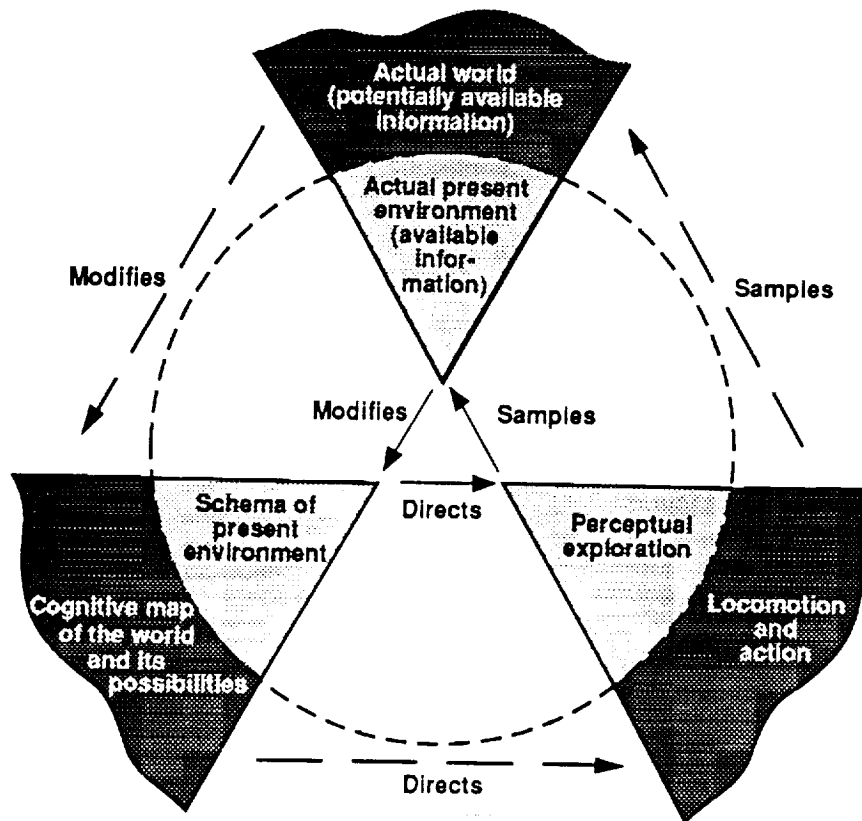 Actual world
(potentially available
information)
Actual present
environment
(available
infor-
mation)
Modifies
Samples
Modifies
Samples
Schema of
present
environment
Directs
Perceptual
exploration
Cognitive map
of the world
and its
possibilities
Locomotion
and
action
Directs